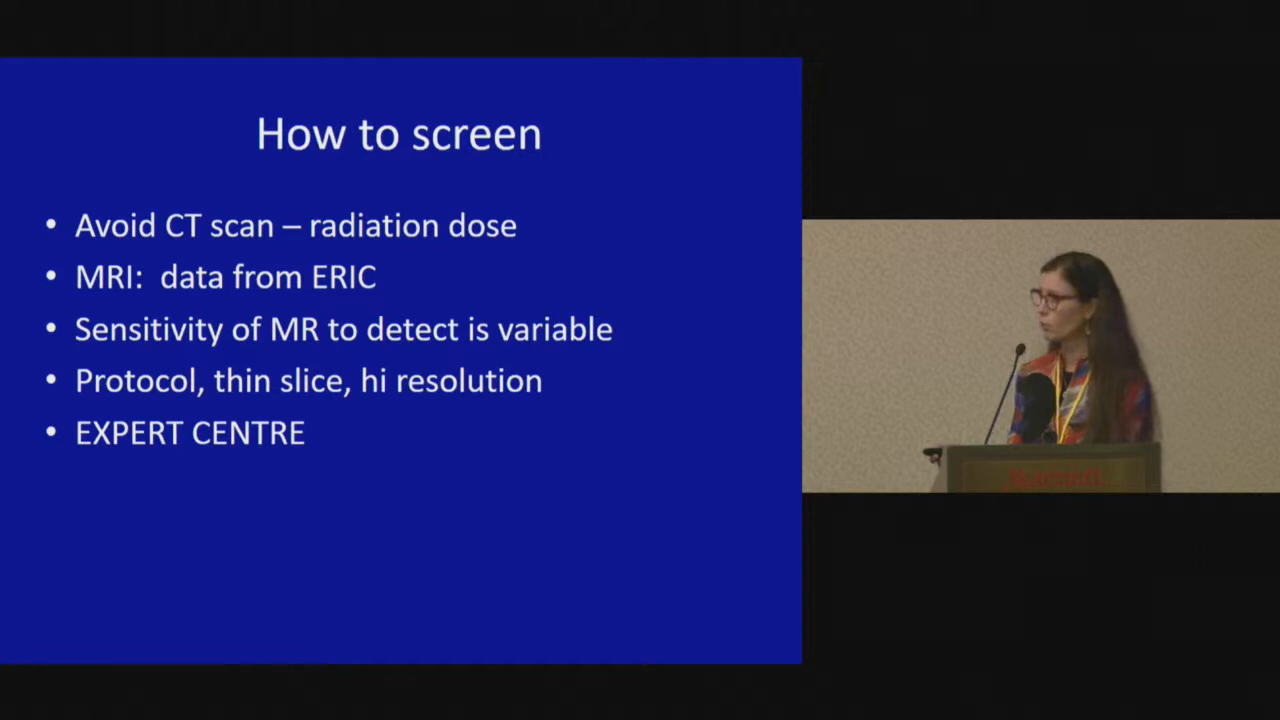 How to screen
• Avoid CT scan – radiation dose
• MRI:  data from ERIC
• Sensitivity of MR to detect is variable
• Protocol, thin slice, hi resolution
• EXPERT CENTRE
Marriott